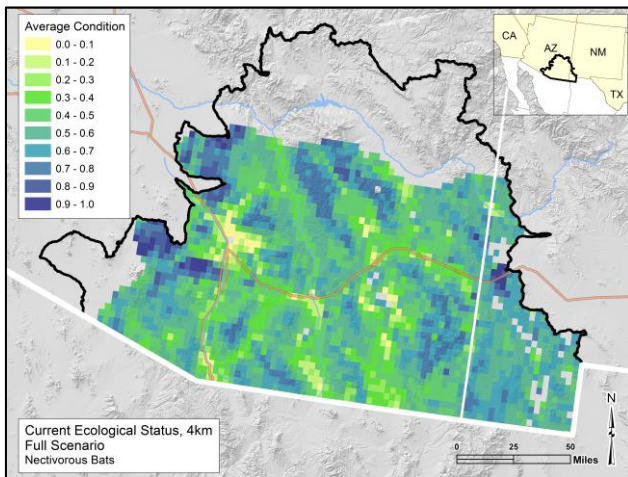 Average Condition
0.0 - 0.1
0.1 - 0.2
0.2 - 0.3
0.3 - 0.4
0.4 - 0.5
0.5 - 0.6
0.6 - 0.7
0.7 - 0.8
0.8 - 0.9
0.9 - 1.0
CA
AZ
NM
TX
Current Ecological Status, 4km
Full Scenario
Nectivorous Bats
N
0 25 50
Miles